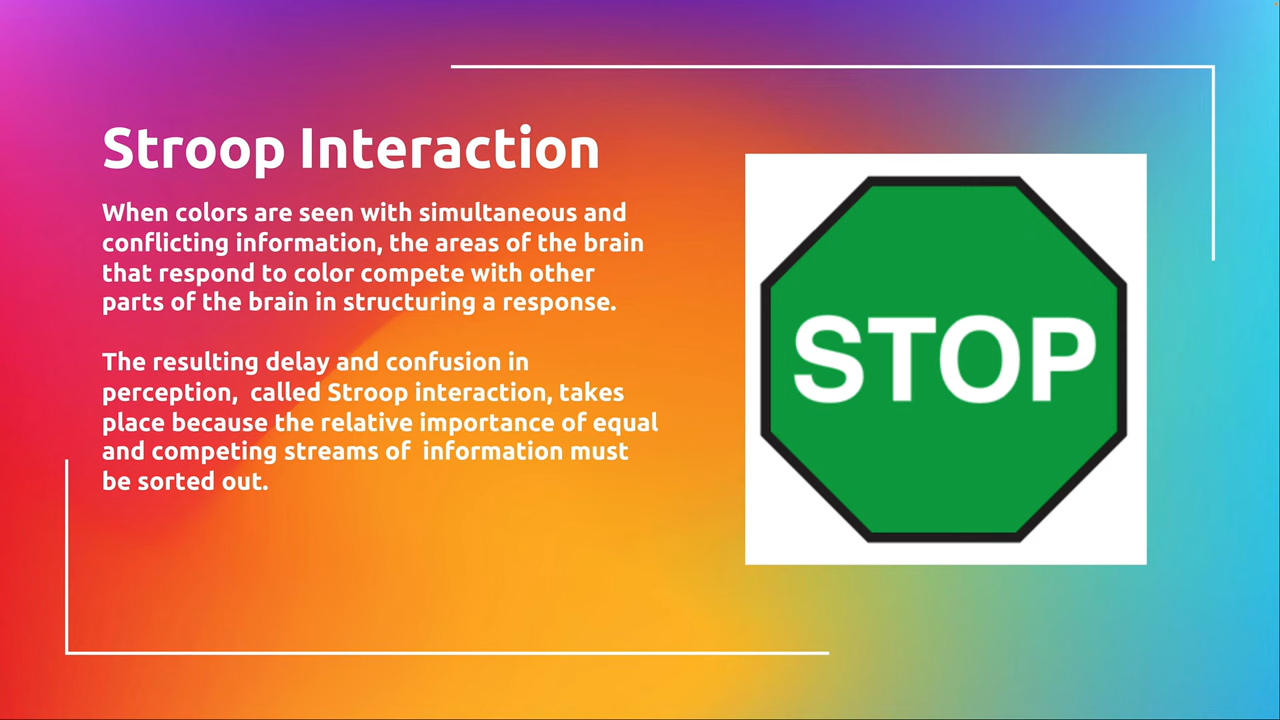 Stroop Interaction
When colors are seen with simultaneous and
conflicting information, the areas of the brain
that respond to color compete with other
parts of the brain in structuring a response.
The resulting delay and confusion in
perception,  called Stroop interaction, takes
place because the relative importance of equal
and competing streams of  information must
be sorted out.
STOP